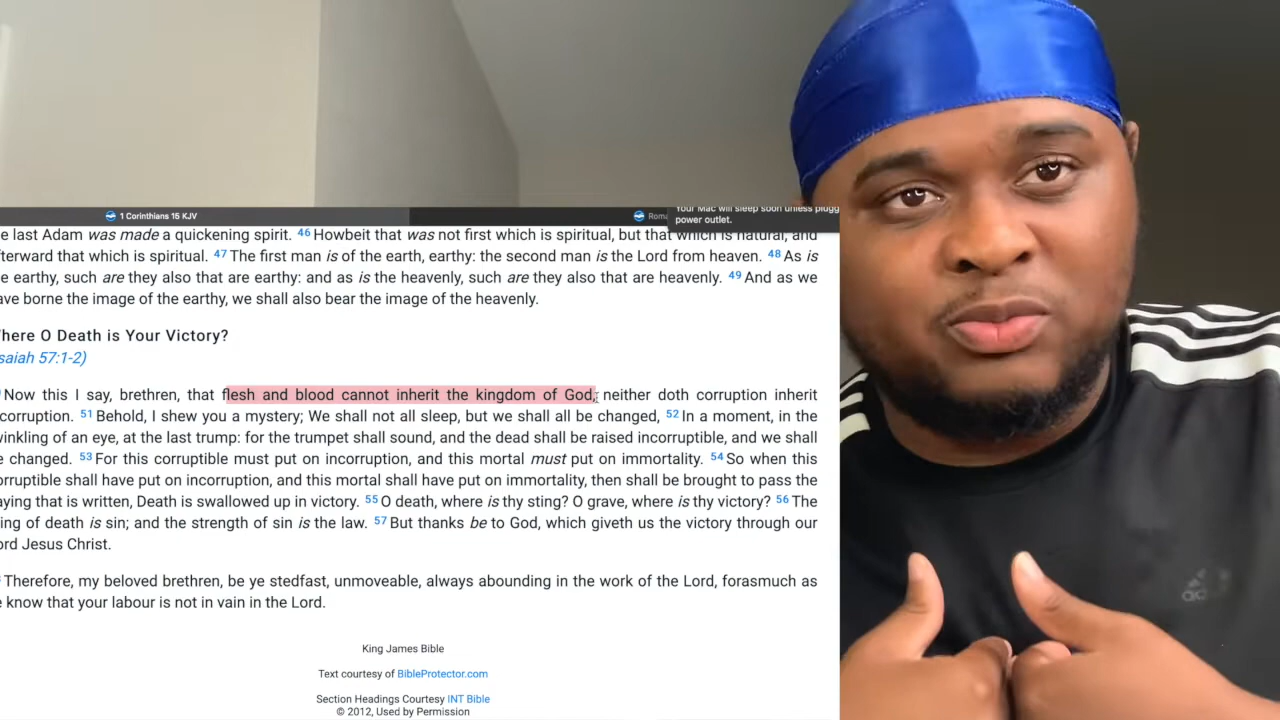 1 Corinthians 15 KJV
Roma
Your Mac will sleep soon unless plugg
power outlet.
e last Adam was made a quickening spirit. 46 Howbeit that was not first which is spiritual, but that which is natural, and
fterward that which is spiritual. 47 The first man is of the earth, earthy: the second man is the Lord from heaven. 48 As is
e earthy, such are they also that are earthy: and as is the heavenly, such are they also that are heavenly. 49 And as we
ave borne the image of the earthy, we shall also bear the image of the heavenly.
here O Death is Your Victory?
saiah 57:1-2)
Now this I say, brethren, that flesh and blood cannot inherit the kingdom of God; neither doth corruption inherit
corruption. 51 Behold, I shew you a mystery; We shall not all sleep, but we shall all be changed, 52 In a moment, in the
winkling of an eye, at the last trump: for the trumpet shall sound, and the dead shall be raised incorruptible, and we shall
e changed. 53 For this corruptible must put on incorruption, and this mortal must put on immortality. 54 So when this
orruptible shall have put on incorruption, and this mortal shall have put on immortality, then shall be brought to pass the
aying that is written, Death is swallowed up in victory. 55 O death, where is thy sting? O grave, where is thy victory? 56 The
ing of death is sin; and the strength of sin is the law. 57 But thanks be to God, which giveth us the victory through our
ord Jesus Christ.
Therefore, my beloved brethren, be ye stedfast, unmoveable, always abounding in the work of the Lord, forasmuch as
e know that your labour is not in vain in the Lord.
King James Bible
Text courtesy of BibleProtector.com
Section Headings Courtesy INT Bible
© 2012, Used by Permission
adidas